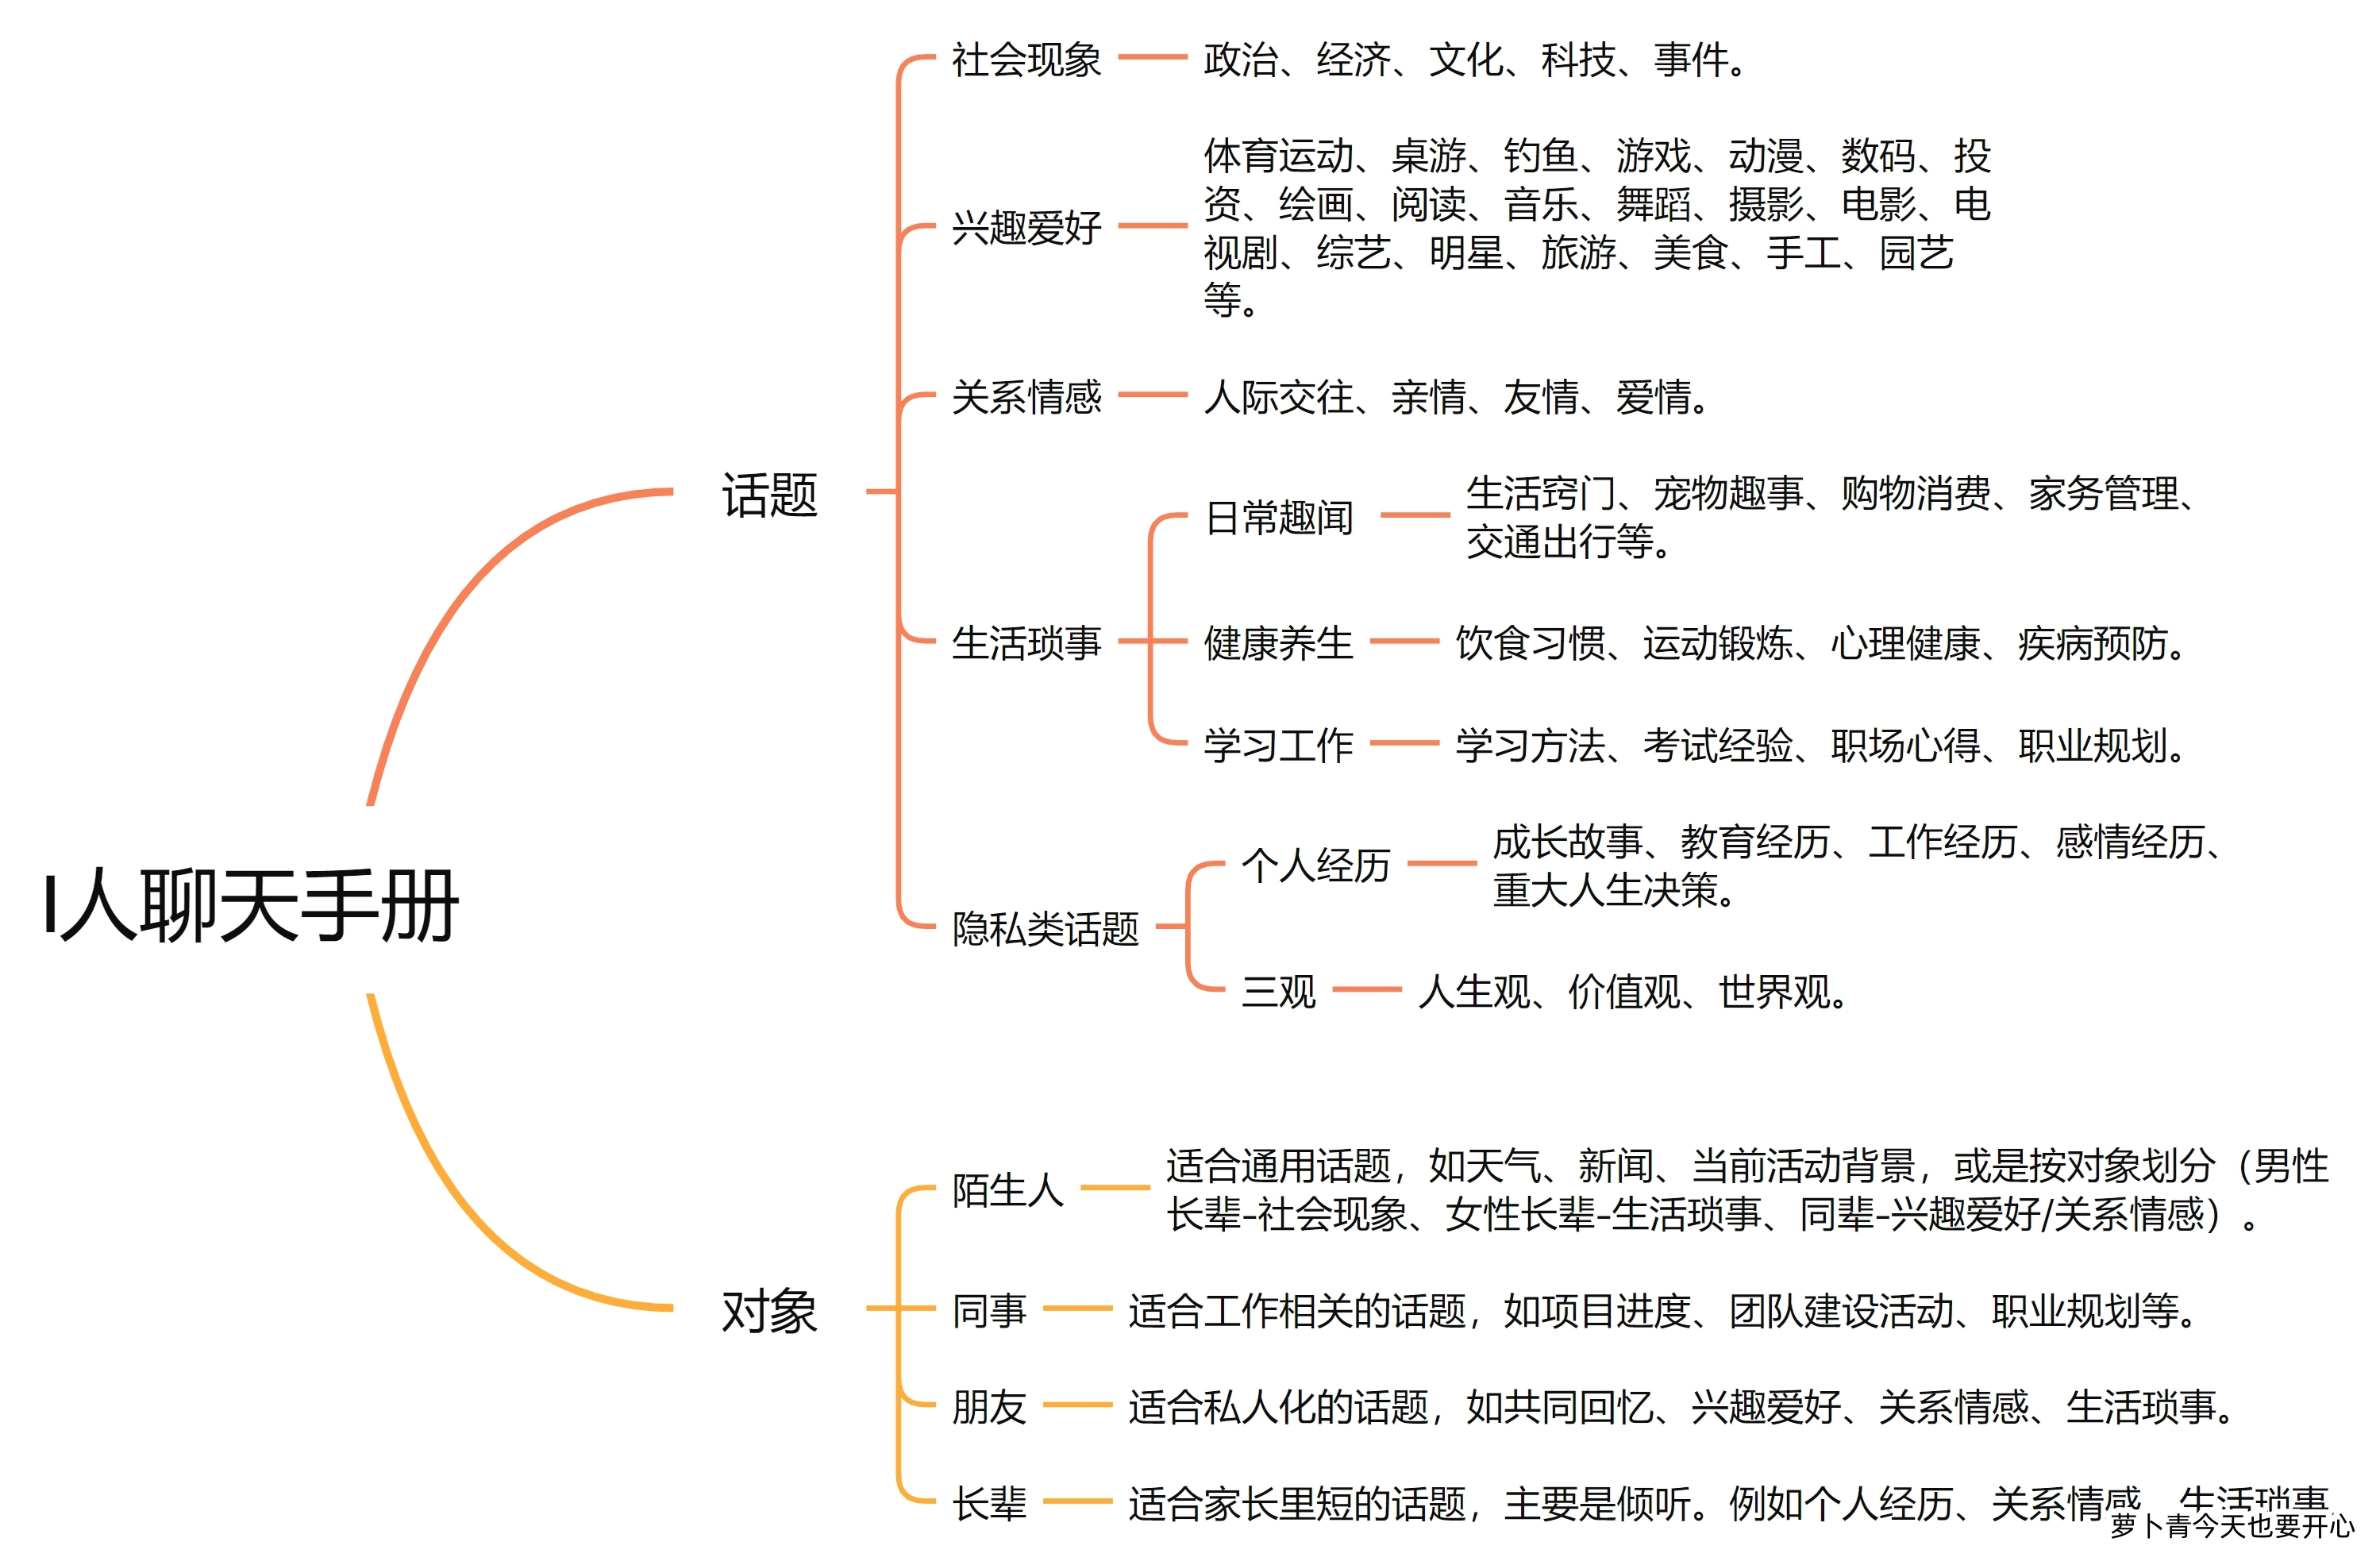 I人聊天手册
话题
社会现象
政治、经济、文化、科技、事件。
兴趣爱好
体育运动、桌游、钓鱼、游戏、动漫、数码、投
资、绘画、阅读、音乐、舞蹈、摄影、电影、电
视剧、综艺、明星、旅游、美食、手工、园艺
等。
关系情感
人际交往、亲情、友情、爱情。
生活琐事
日常趣闻
生活窍门、宠物趣事、购物消费、家务管理、
交通出行等。
健康养生
饮食习惯、运动锻炼、心理健康、疾病预防。
学习工作
学习方法、考试经验、职场心得、职业规划。
隐私类话题
个人经历
成长故事、教育经历、工作经历、感情经历、
重大人生决策。
三观
人生观、价值观、世界观。
对象
陌生人
适合通用话题，如天气、新闻、当前活动背景，或是按对象划分（男性
长辈-社会现象、女性长辈-生活琐事、同辈-兴趣爱好/关系情感）。
同事
适合工作相关的话题，如项目进度、团队建设活动、职业规划等。
朋友
适合私人化的话题，如共同回忆、兴趣爱好、关系情感、生活琐事。
长辈
适合家长里短的话题，主要是倾听。例如个人经历、关系情感、生活琐事
萝卜青今天也要开心